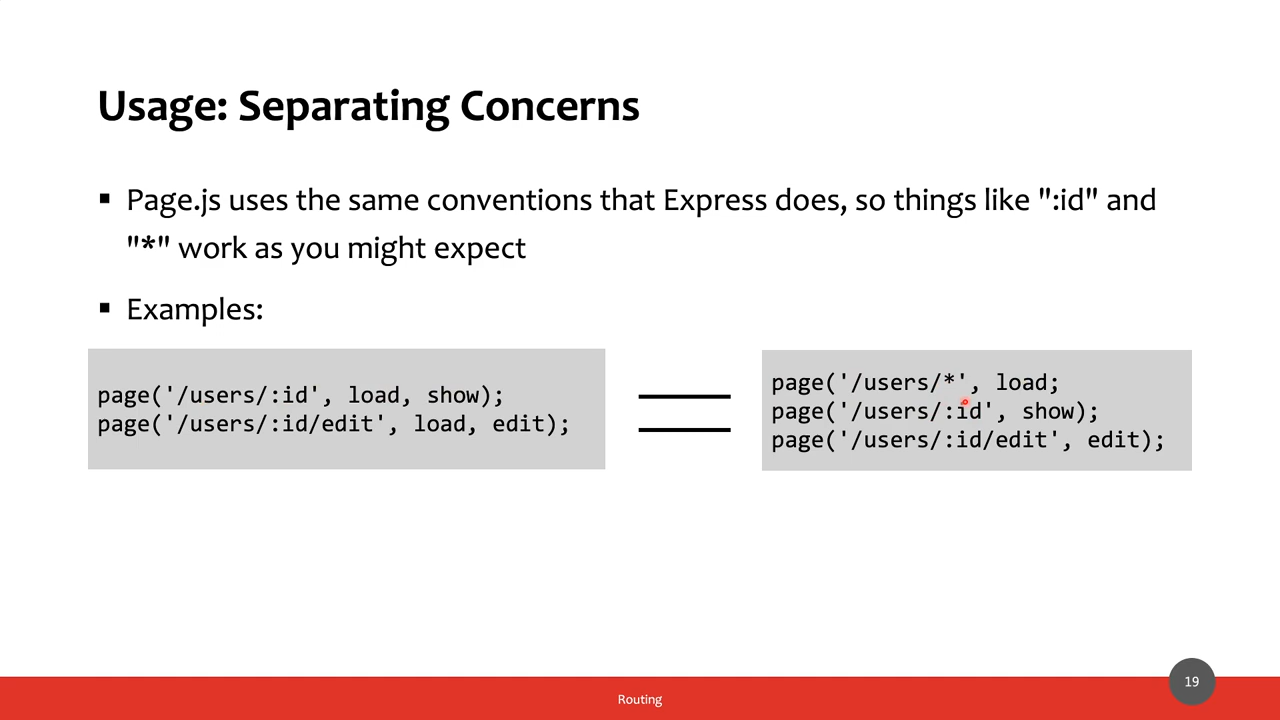 Usage: Separating Concerns
▪ Page.js uses the same conventions that Express does, so things like ":id" and
"*" work as you might expect
▪ Examples:
page('/users/:id', load, show);
page('/users/:id/edit', load, edit);
page('/users/*', load;
page('/users/:id', show);
page('/users/:id/edit', edit);
19
Routing